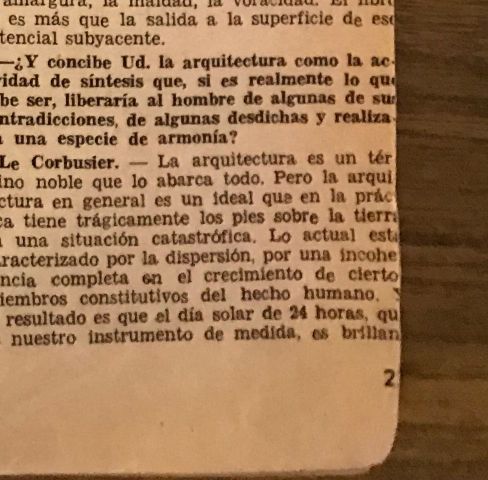 amargura, la maldad, la voracidad. El
es más que la salida a la superficie de ese
tencial subyacente.
—¿Y concibe Ud. la arquitectura como la ac-
idad de síntesis que, si es realmente lo que
be ser, liberaría al hombre de algunas de sus
ntradicciones, de algunas desdichas y realiza-
a una especie de armonía?
Le Corbusier. — La arquitectura es un tér
ino noble que lo abarca todo. Pero la arqui
ctura en general es un ideal que en la prác
ca tiene trágicamente los pies sobre la tierra
una situación catastrófica. Lo actual está
racterizado por la dispersión, por una incohe
ncia completa en el crecimiento de cierto
iembros constitutivos del hecho humano. Y
resultado es que el día solar de 24 horas, qu
nuestro instrumento de medida, es brillan
2